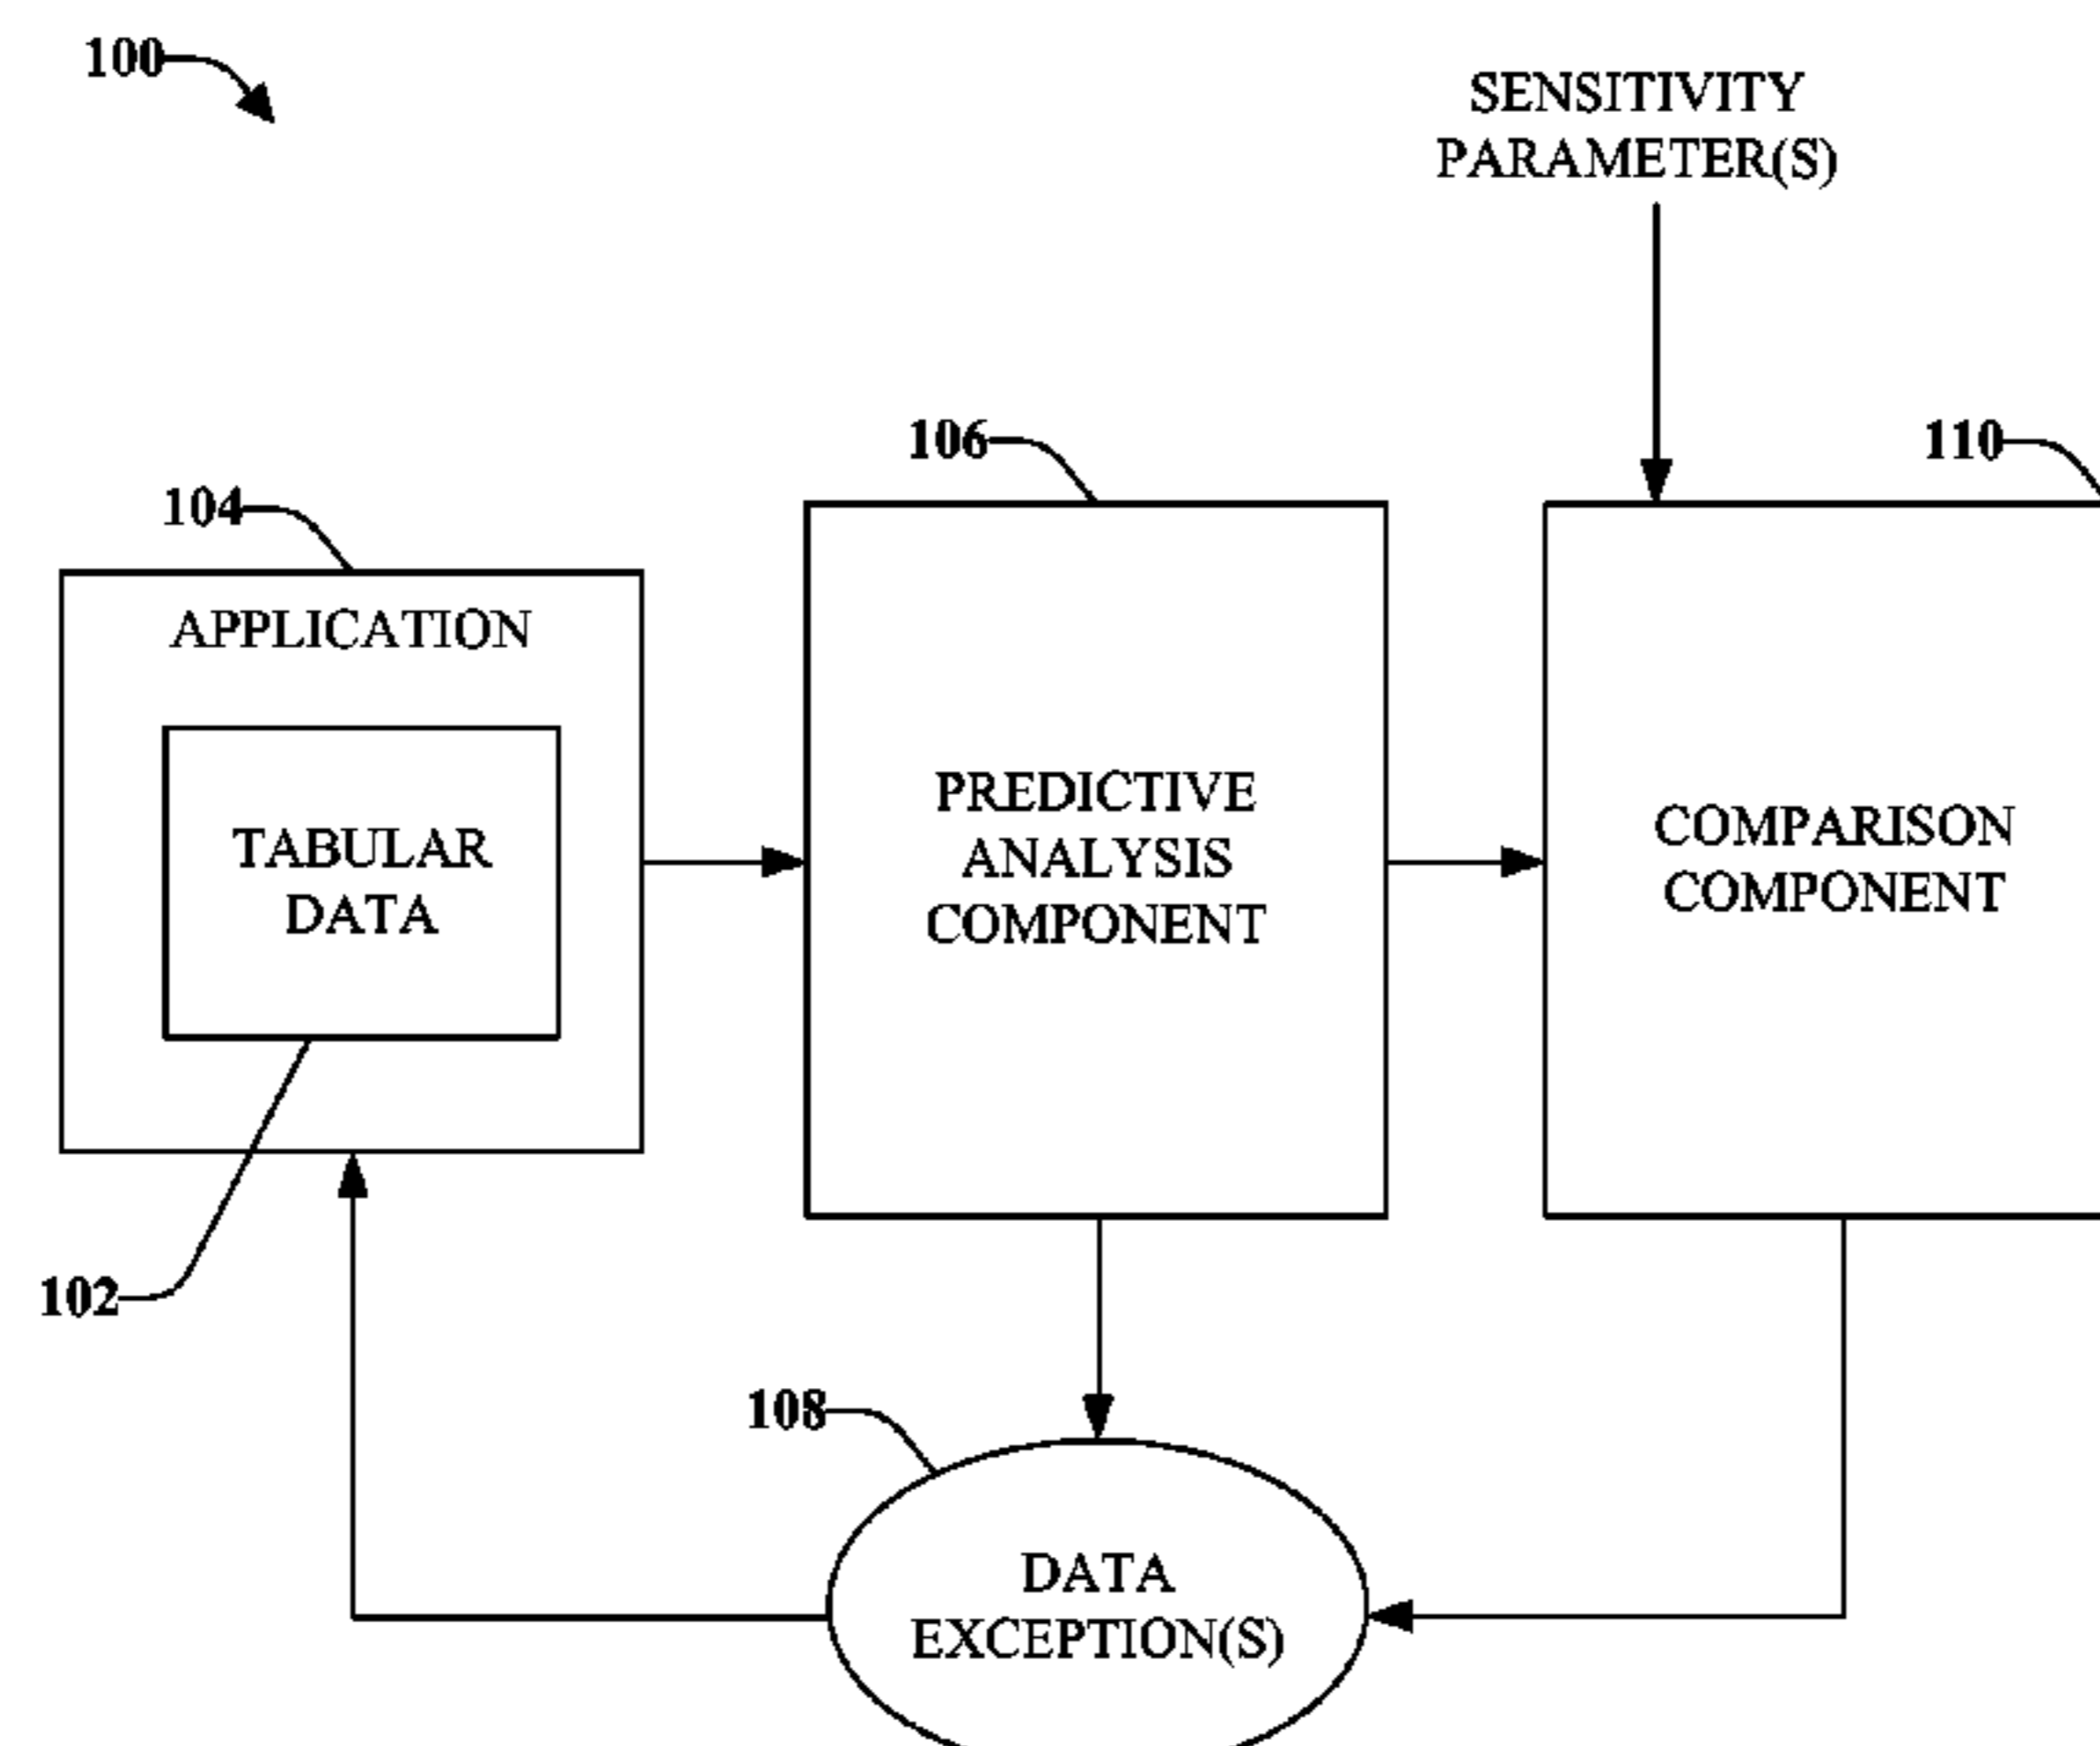 100
SENSITIVITY
PARAMETER(S)
106
110
104
APPLICATION
TABULAR
DATA
PREDICTIVE
ANALYSIS
COMPONENT
COMPARISON
COMPONENT
102
108
DATA
EXCEPTION(S)